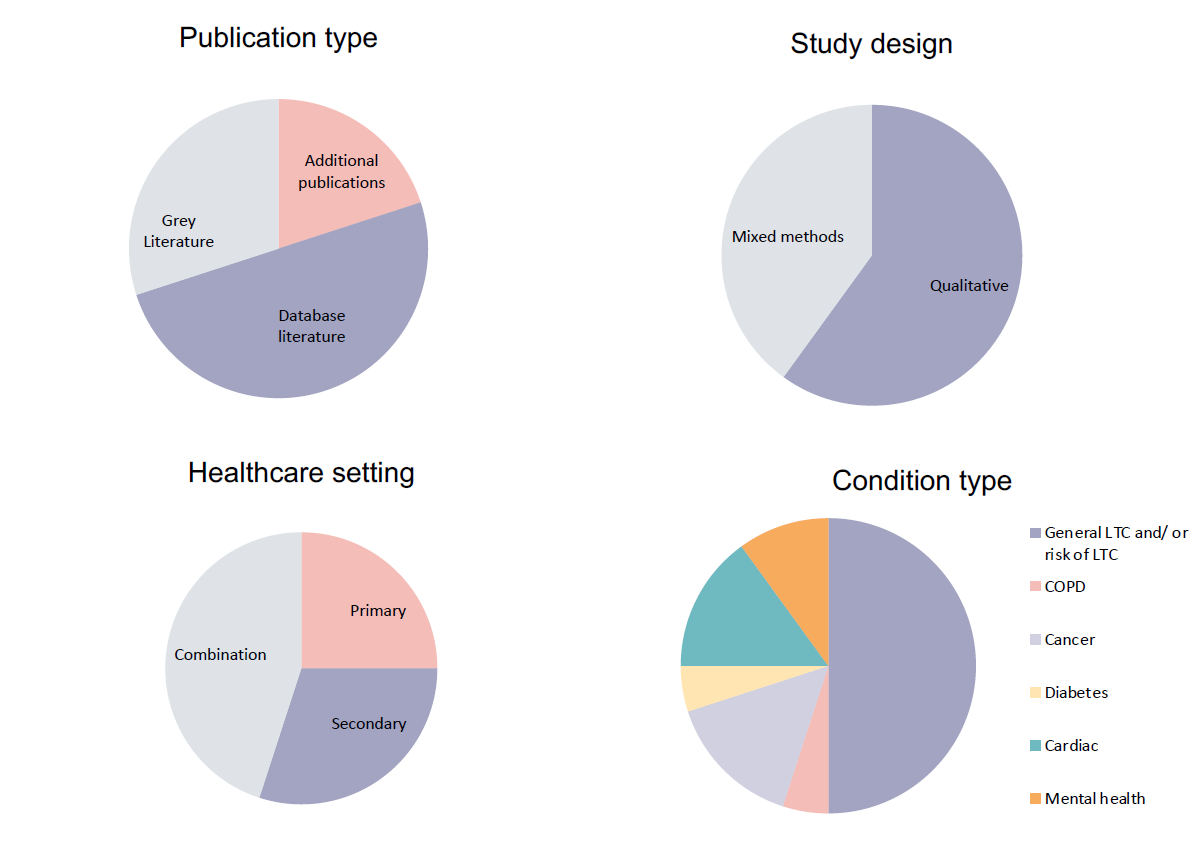 Publication type
Additional
publications
Grey
Literature
Database
literature
Study design
Mixed methods
Qualitative
Healthcare setting
Primary
Combination
Secondary
Condition type
General LTC and/ or
risk of LTC
COPD
Cancer
Diabetes
Cardiac
Mental health